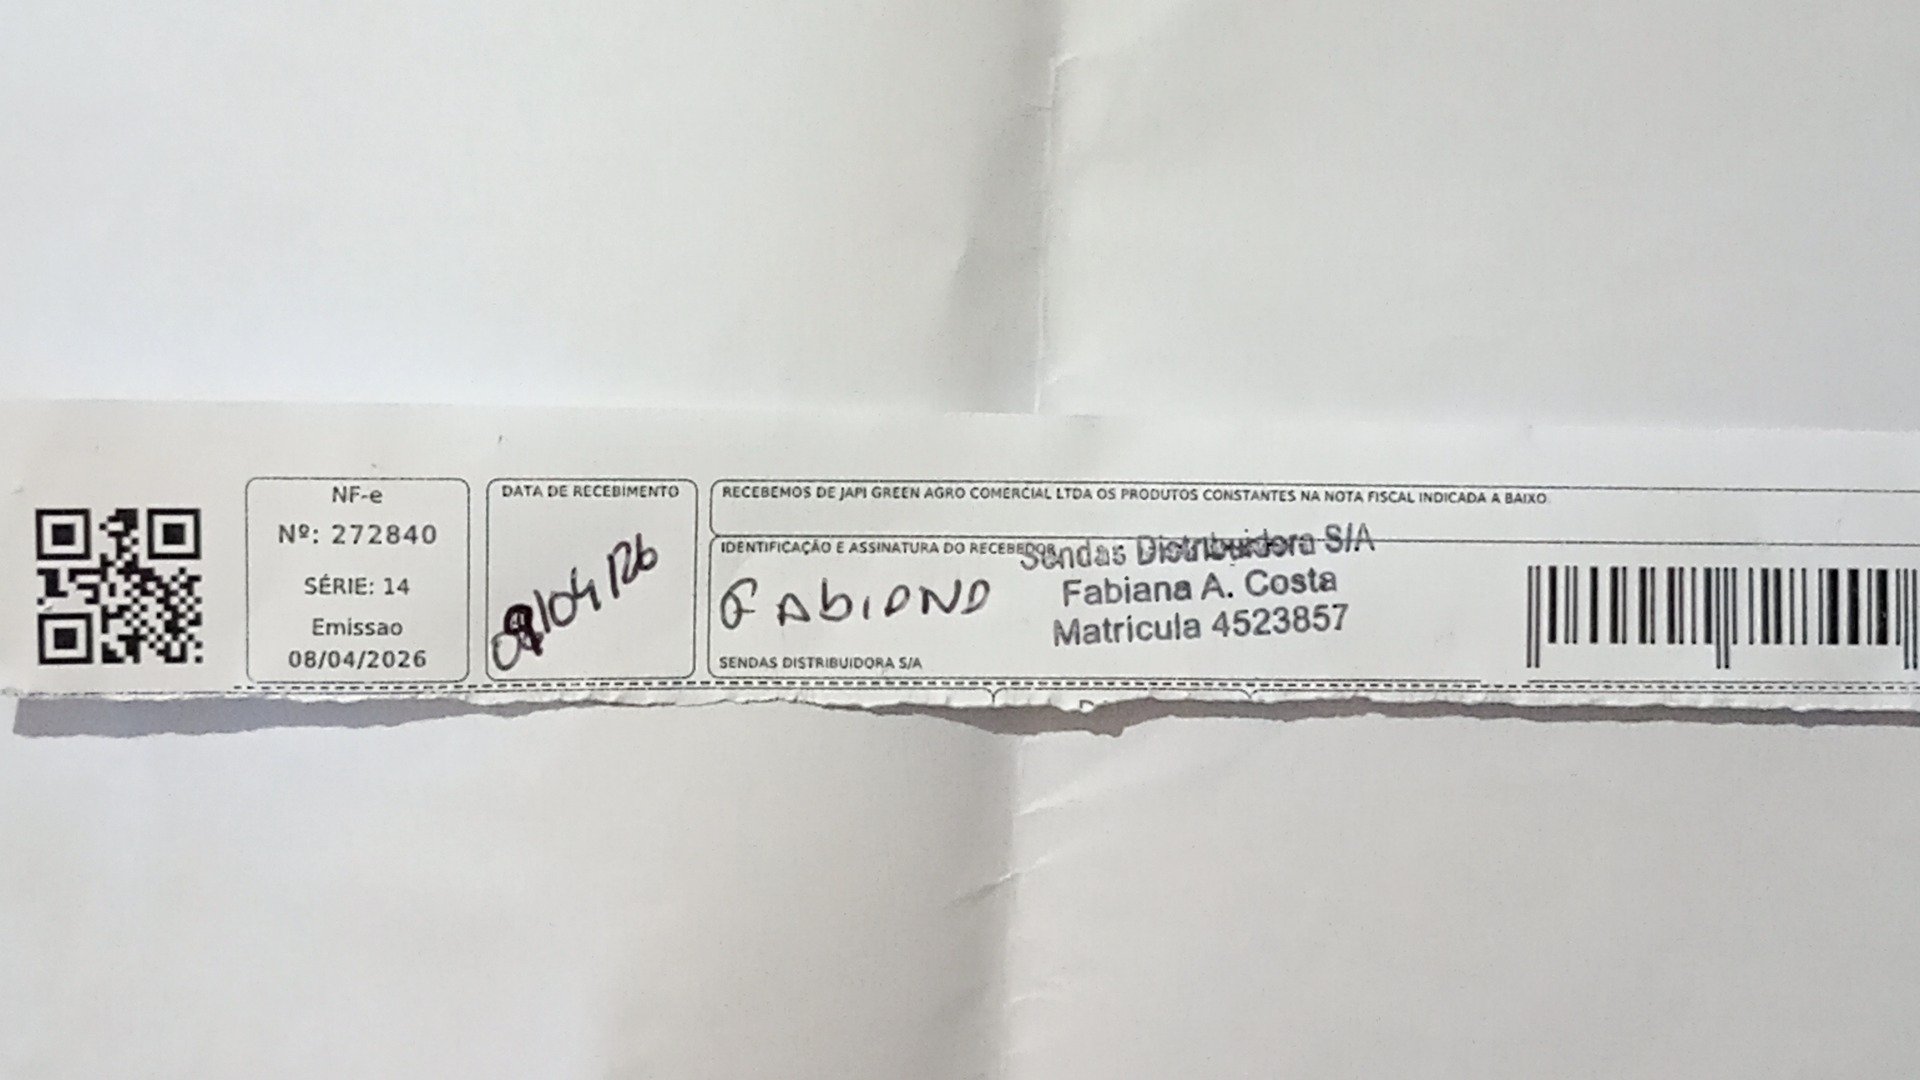 NF-e
Nº: 272840
SÉRIE: 14
Emissao
08/04/2026
DATA DE RECEBIMENTO
09/04/26
RECEBEMOS DE JAPI GREEN AGRO COMERCIAL LTDA OS PRODUTOS CONSTANTES NA NOTA FISCAL INDICADA A BAIXO.
IDENTIFICAÇÃO E ASSINATURA DO RECEBEDOR
Sendas Distribuidora S/A
Fabiana A. Costa
Matricula 4523857
FABIANA
SENDAS DISTRIBUIDORA S/A